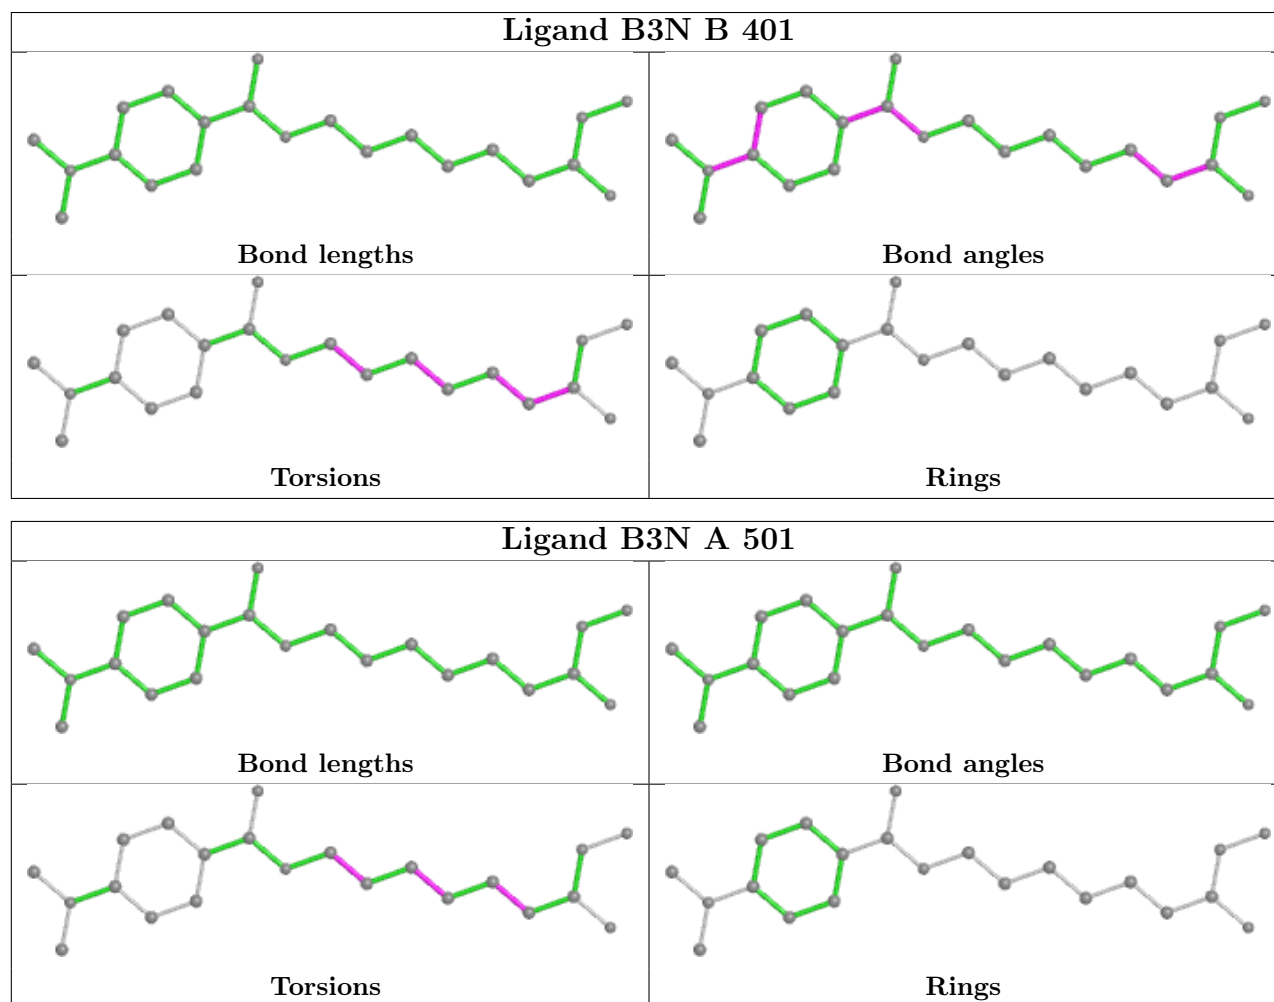 Ligand B3N B 401
Bond lengths
Bond angles
Torsions
Rings
Ligand B3N A 501
Bond lengths
Bond angles
Torsions
Rings